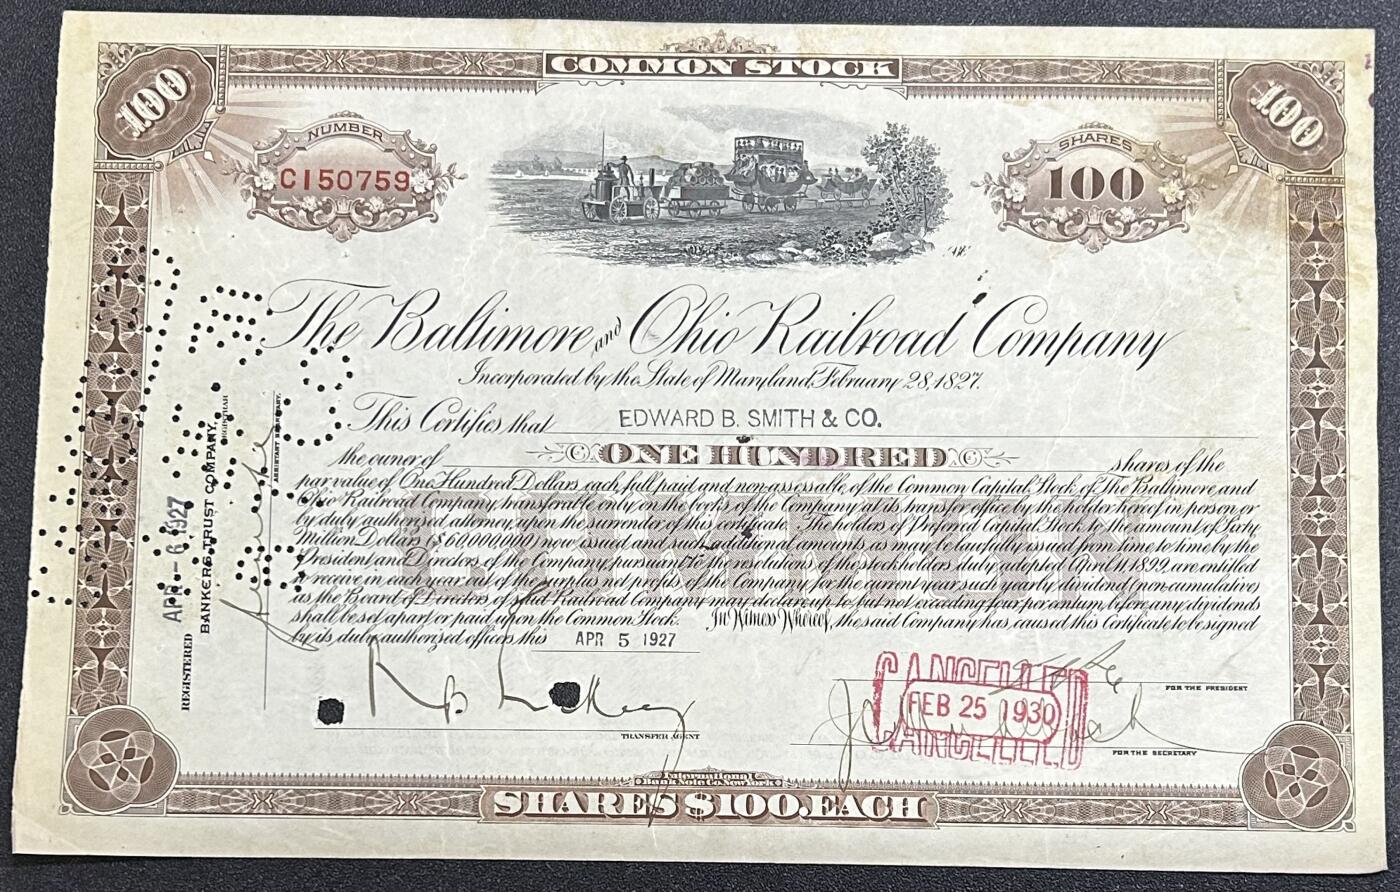 COMMON STOCK
100
100
NUMBER
C150759
SHARES
100
The Baltimore and Ohio Railroad Company
Incorporated by the State of Maryland, February 28, 1827.
This Certifies that EDWARD B. SMITH & CO.
the owner of ONE HUNDRED shares of the
par value of One Hundred Dollars each, full paid and non-assessable, of the Common Capital Stock of The Baltimore and
Ohio Railroad Company, transferable only on the books of the Company at its transfer office by the holder hereof in person or
by duly authorized attorney, upon the surrender of this certificate. The holders of Preferred Capital Stock to the amount of Sixty
Million Dollars ($60,000,000) now issued and such additional amounts as may be lawfully issued from time to time by the
President and Directors of the Company, pursuant to the resolutions of the stockholders duly adopted April 11, 1899, are entitled
to receive in each year out of the surplus net profits of the Company for the current year such yearly dividend non-cumulative
as the Board of Directors of said Railroad Company may declare up to but not exceeding four per centum, before any dividends
shall be set apart or paid upon the Common Stock. In Witness Whereof, the said Company has caused this Certificate to be signed
by its duly authorized officers this APR 5 1927
COMMON
FOR THE PRESIDENT
TRANSFER AGENT
FOR THE SECRETARY
CANCELLED
FEB 25 1930
CANCELLED
REGISTERED APR - 6 1927
BANKERS TRUST COMPANY,
REGISTRAR
ASSISTANT SECRETARY.
International
Bank Note Co. New York
SHARES $100. EACH